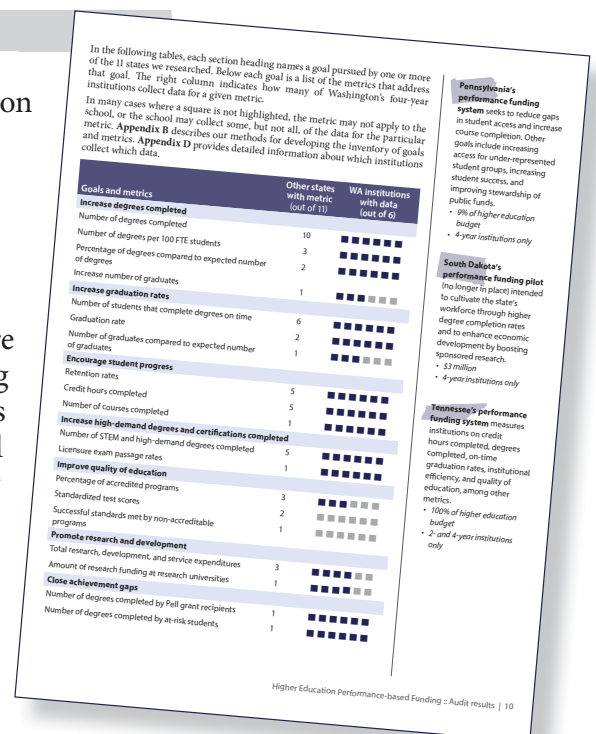 on
re
g
s
l
In the following tables, each section heading names a goal pursued by one or more
of the 11 states we researched. Below each goal is a list of the metrics that address
that goal. The right column indicates how many of Washington's four-year
institutions collect data for a given metric.
In many cases where a square is not highlighted, the metric may not apply to the
school, or the school may collect some, but not all, of the data for the particular
metric. Appendix B describes our methods for developing the inventory of goals
and metrics. Appendix D provides detailed information about which institutions
collect which data.
Goals and metrics
Other states
with metric
(out of 11)
WA institutions
with data
(out of 6)
Increase degrees completed
Number of degrees completed 10
Number of degrees per 100 FTE students 3
Percentage of degrees compared to expected number 2
of degrees
Increase number of graduates 1
Increase graduation rates
Number of students that complete degrees on time 6
Graduation rate 2
Number of graduates compared to expected number 1
of graduates
Encourage student progress
Retention rates 5
Credit hours completed 5
Number of courses completed 1
Increase high-demand degrees and certifications completed
Number of STEM and high-demand degrees completed 5
Licensure exam passage rates 1
Improve quality of education
Percentage of accredited programs 3
Standardized test scores 2
Successful standards met by non-accreditable 1
programs
Promote research and development
Total research, development, and service expenditures 3
Amount of research funding at research universities 1
Close achievement gaps
Number of degrees completed by Pell grant recipients 1
Number of degrees completed by at-risk students 1
Pennsylvania's
performance funding
system seeks to reduce gaps
in student access and increase
course completion. Other
goals include increasing
access for under-represented
student groups, increasing
student success, and
improving stewardship of
public funds.
• 9% of higher education
budget
• 4-year institutions only
South Dakota's
performance funding pilot
(no longer in place) intended
to cultivate the state's
workforce through higher
degree completion rates
and to enhance economic
development by boosting
sponsored research.
• $3 million
• 4-year institutions only
Tennessee's performance
funding system measures
institutions on credit
hours completed, degrees
completed, on-time
graduation rates, institutional
efficiency, and quality of
education, among other
metrics.
• 100% of higher education
budget
• 2- and 4-year institutions
only
Higher Education Performance-based Funding :: Audit results | 10